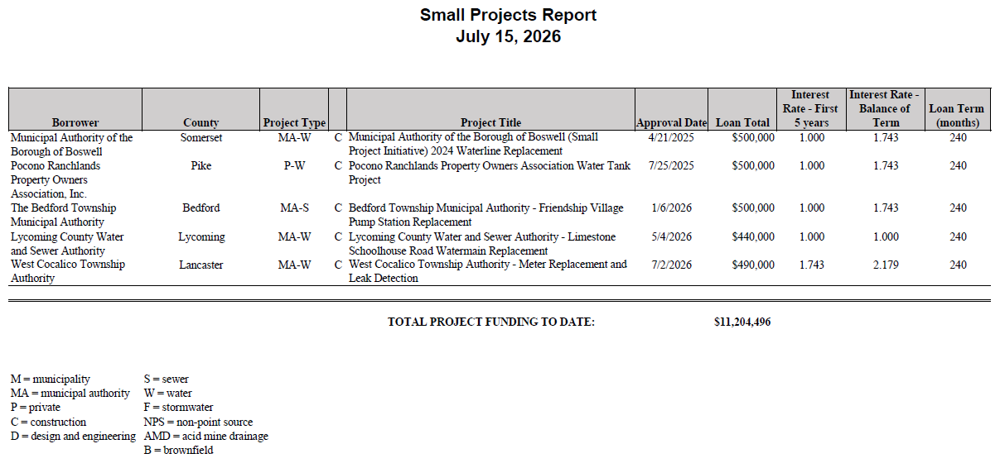 Small Projects Report
July 15, 2026
Interest Interest Rate -
Rate - First Balance of Loan Term
Borrower County Project Type Project Title Approval Date Loan Total 5 years Term (months)
Municipal Authority of the Somerset MA-W C Municipal Authority of the Borough of Boswell (Small 4/21/2025 $500,000 1.000 1.743 240
Borough of Boswell Project Initiative) 2024 Waterline Replacement
Pocono Ranchlands Pike P-W C Pocono Ranchlands Property Owners Association Water Tank 7/25/2025 $500,000 1.000 1.743 240
Property Owners Project
Association, Inc.
The Bedford Township Bedford MA-S C Bedford Township Municipal Authority - Friendship Village 1/6/2026 $500,000 1.000 1.743 240
Municipal Authority Pump Station Replacement
Lycoming County Water Lycoming MA-W C Lycoming County Water and Sewer Authority - Limestone 5/4/2026 $440,000 1.000 1.000 240
and Sewer Authority Schoolhouse Road Watermain Replacement
West Cocalico Township Lancaster MA-W C West Cocalico Township Authority - Meter Replacement and 7/2/2026 $490,000 1.743 2.179 240
Authority Leak Detection
TOTAL PROJECT FUNDING TO DATE: $11,204,496
M = municipality S = sewer
MA = municipal authority W = water
P = private F = stormwater
C = construction NPS = non-point source
D = design and engineering AMD = acid mine drainage
B = brownfield